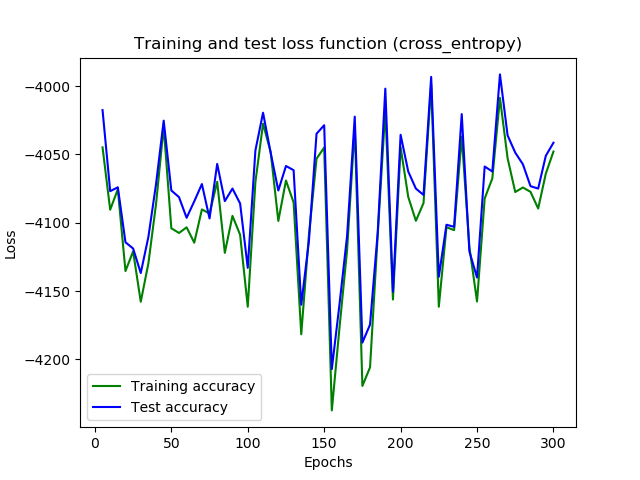 Training and test loss function (cross_entropy)
−4000
−4050
−4100
−4150
−4200
Loss
Training accuracy
Test accuracy
0 50 100 150 200 250 300
Epochs